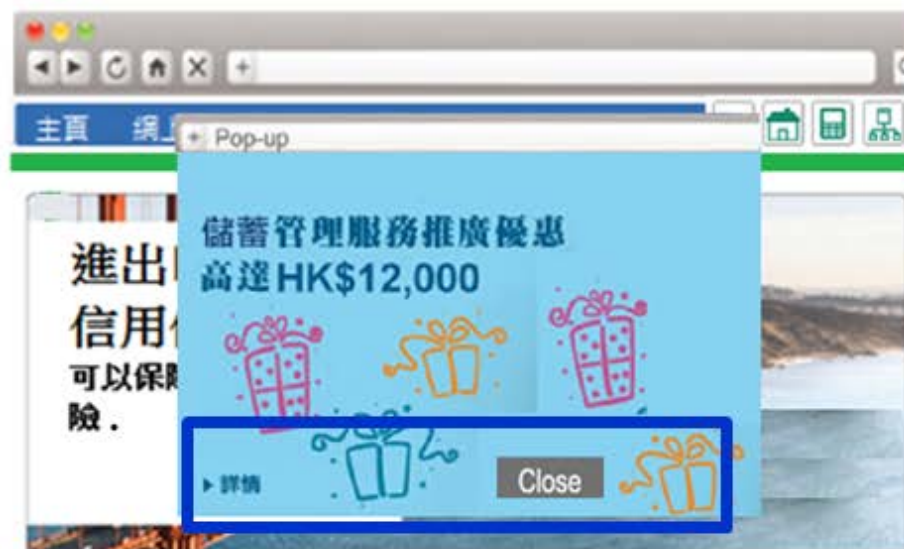 主頁
Pop-up
儲蓄管理服務推廣優惠
高達HK$12,000
進出
信用
可以保
險 .
詳情
Close